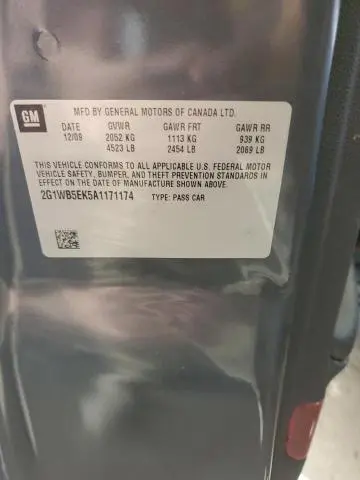 GM
MFD BY GENERAL MOTORS OF CANADA LTD.
DATE GVWR GAWR FRT GAWR RR
12/09 2052 KG 1113 KG 939 KG
4523 LB 2454 LB 2069 LB
THIS VEHICLE CONFORMS TO ALL APPLICABLE U.S. FEDERAL MOTOR
VEHICLE SAFETY, BUMPER, AND THEFT PREVENTION STANDARDS IN
EFFECT ON THE DATE OF MANUFACTURE SHOWN ABOVE.
2G1WB5EK5A1171174 TYPE: PASS CAR